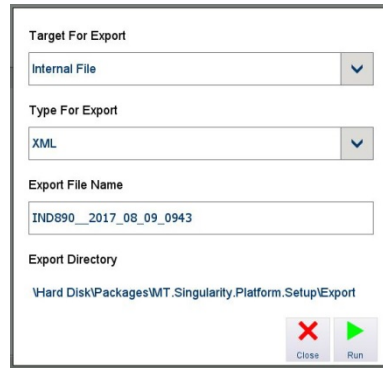 Target For Export
Internal File
Type For Export
XML
Export File Name
IND890__2017_08_09_0943
Export Directory
\Hard Disk\Packages\MT.Singularity.Platform.Setup\Export
Close Run